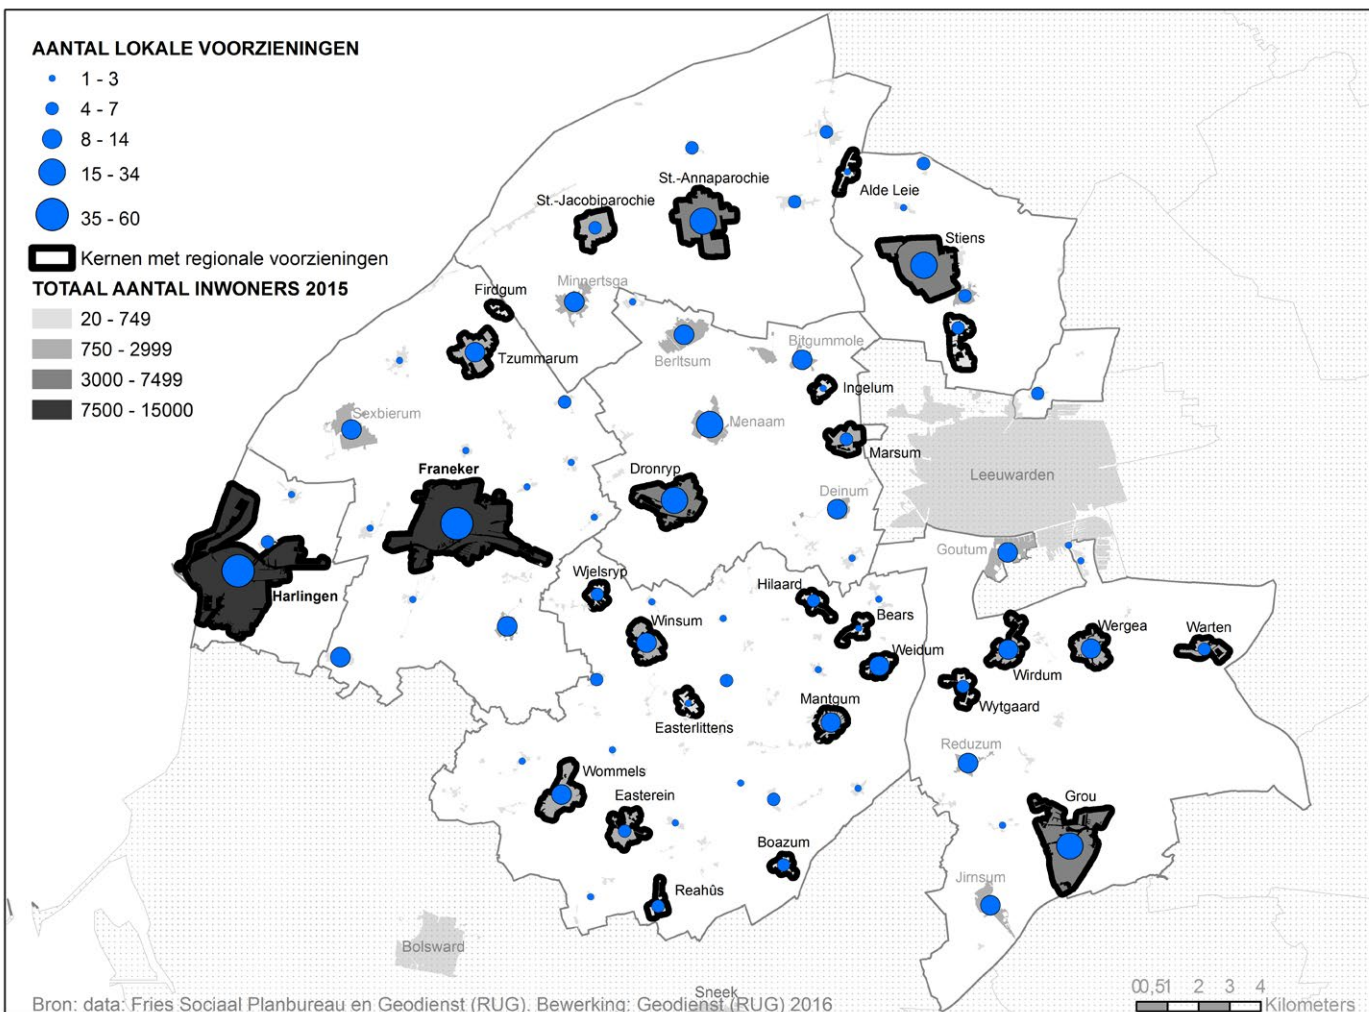 AANTAL LOKALE VOORZIENINGEN
1 - 3
4 - 7
8 - 14
15 - 34
35 - 60
Kernen met regionale voorzieningen
TOTAAL AANTAL INWONERS 2015
20 - 749
750 - 2999
3000 - 7499
7500 - 15000
St.-Annaparochie
St.-Jacobiparochie
Alde Leie
Stiens
Minnertsga
Firdgum
Tzummarum
Berltsum
Bitgummole
Ingelum
Sexbierum
Menaam
Marsum
Franeker
Dronryp
Leeuwarden
Deinum
Goutum
Harlingen
Wjelsryp
Hilaard
Bears
Winsum
Weidum
Wergea
Warten
Wirdum
Wytgaard
Easterlittens
Mantgum
Reduzum
Wommels
Easterein
Grou
Boazum
Reahûs
Jirnsum
Bolsward
Sneek
Bron: data: Fries Sociaal Planbureau en Geodienst (RUG). Bewerking: Geodienst (RUG) 2016
0 0,5 1 2 3 4
Kilometers